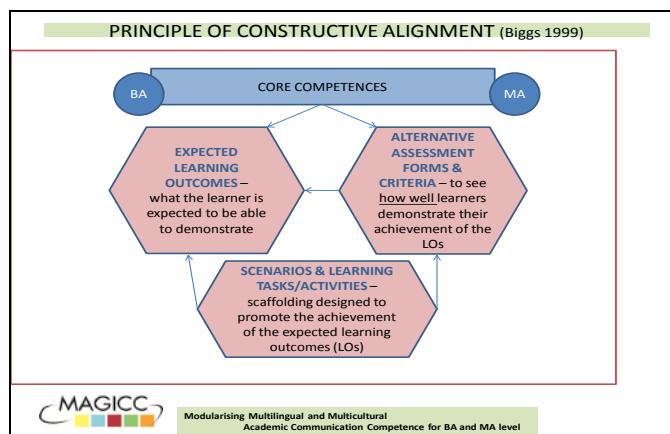 PRINCIPLE OF CONSTRUCTIVE ALIGNMENT (Biggs 1999)
CORE COMPETENCES
BA
MA
EXPECTED
LEARNING
OUTCOMES –
what the learner is
expected to be able
to demonstrate
ALTERNATIVE
ASSESSMENT
FORMS &
CRITERIA – to see
how well learners
demonstrate their
achievement of the
LOs
SCENARIOS & LEARNING
TASKS/ACTIVITIES –
scaffolding designed to
promote the achievement
of the expected learning
outcomes (LOs)
MAGICC
Modularising Multilingual and Multicultural
Academic Communication Competence for BA and MA level